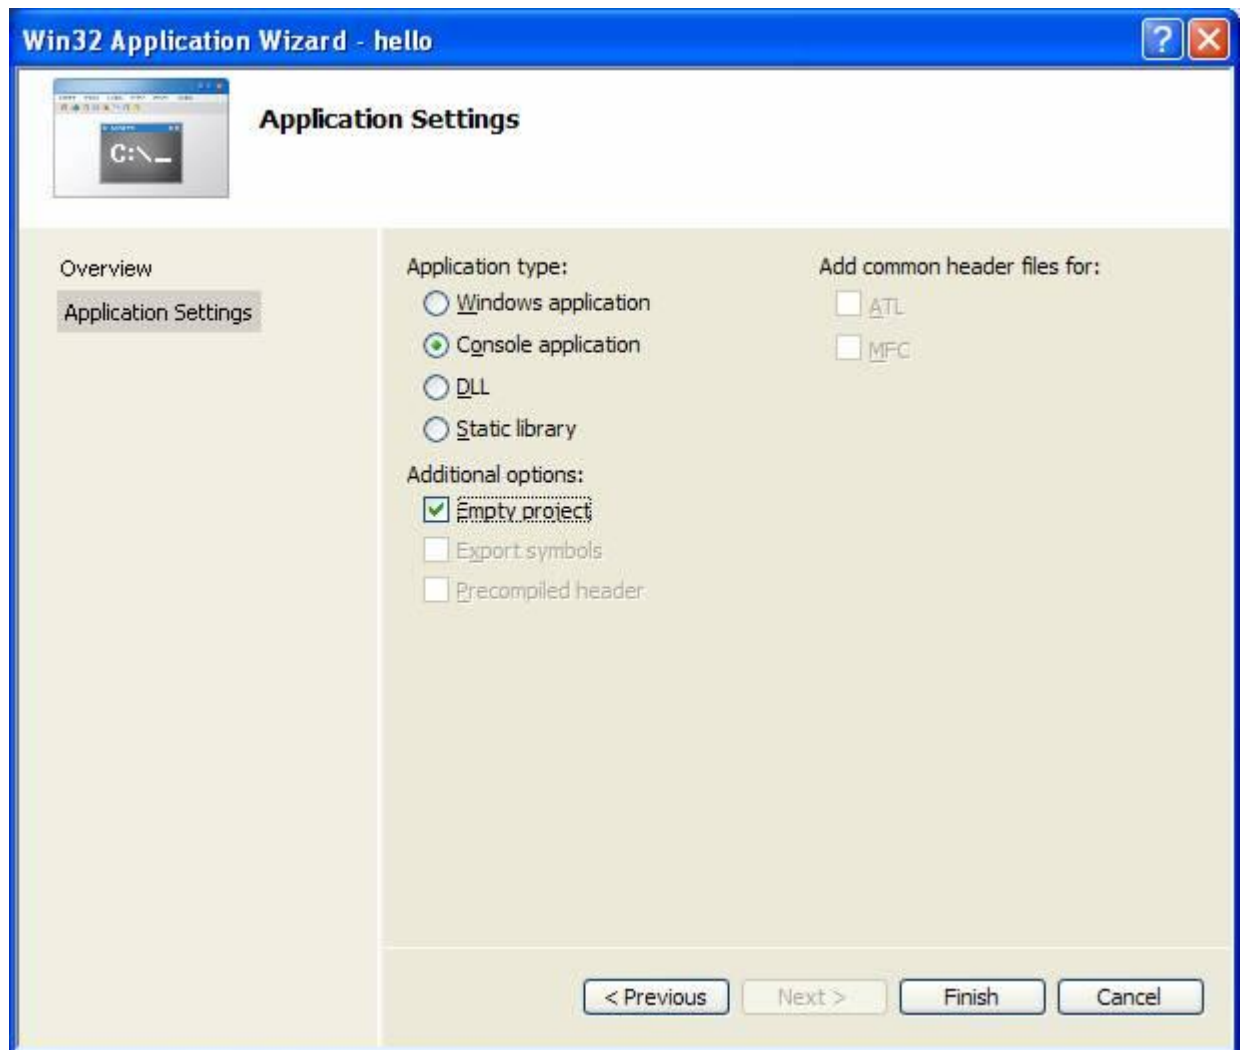 Win32 Application Wizard - hello
C:\_
Application Settings
Overview
Application Settings
Application type:
Windows application
Console application
DLL
Static library
Additional options:
Empty project
Export symbols
Precompiled header
Add common header files for:
ATL
MFC
< Previous
Next >
Finish
Cancel